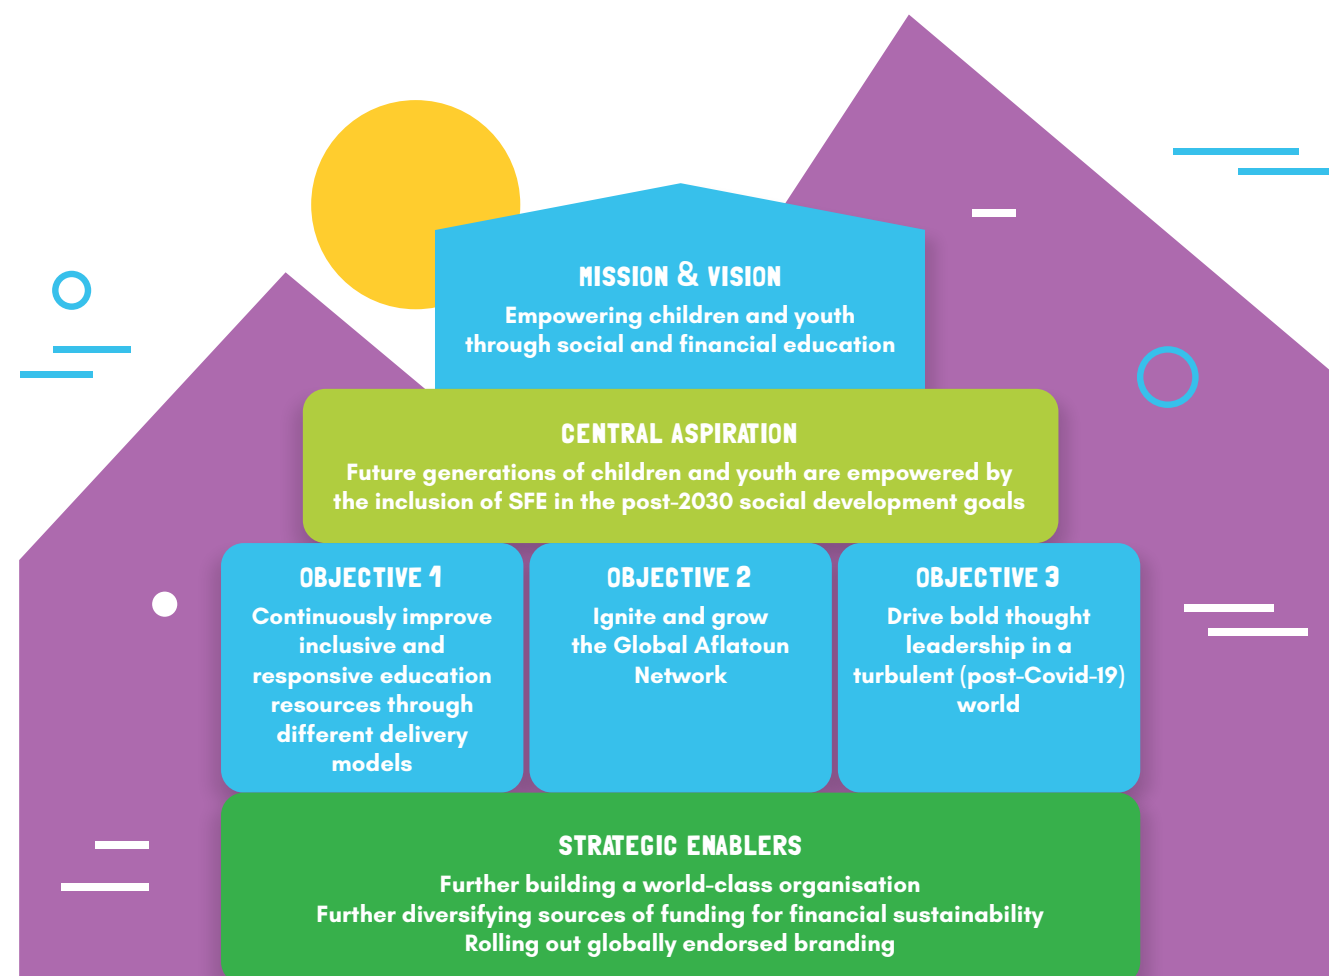 MISSION & VISION
Empowering children and youth
through social and financial education
CENTRAL ASPIRATION
Future generations of children and youth are empowered by
the inclusion of SFE in the post-2030 social development goals
OBJECTIVE 1
Continuously improve
inclusive and
responsive education
resources through
different delivery
models
OBJECTIVE 2
Ignite and grow
the Global Aflatoun
Network
OBJECTIVE 3
Drive bold thought
leadership in a
turbulent (post-Covid-19)
world
STRATEGIC ENABLERS
Further building a world-class organisation
Further diversifying sources of funding for financial sustainability
Rolling out globally endorsed branding